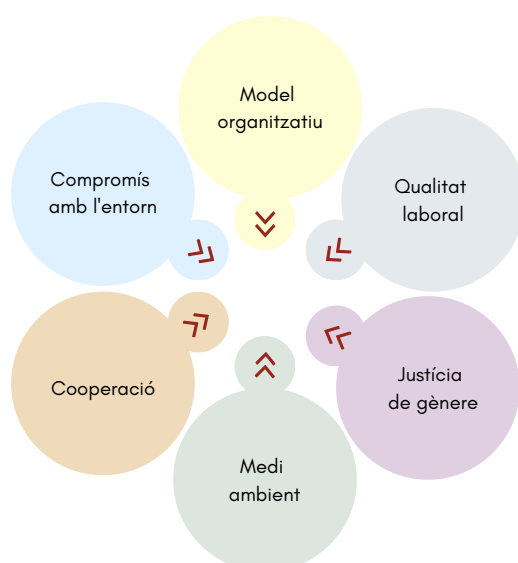 Model
organitzatiu
Compromís
amb l'entorn
Qualitat
laboral
Cooperació
Justícia
de gènere
Medi
ambient